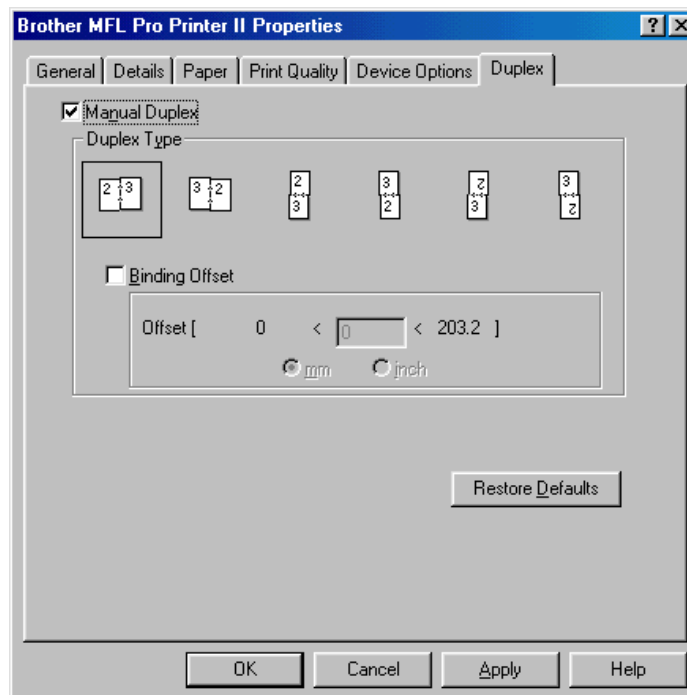 Brother MFL Pro Printer II Properties
General Details Paper Print Quality Device Options Duplex
Manual Duplex
Duplex Type
2 3 3 2 2 3 2 3
3 2 3 2
Binding Offset
Offset [ 0 < 0 < 203.2 ]
mm inch
Restore Defaults
OK Cancel Apply Help